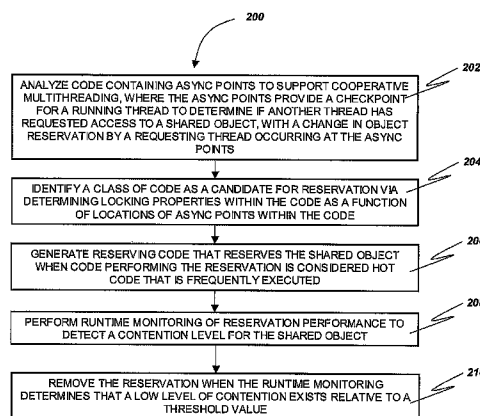 200
202
ANALYZE CODE CONTAINING ASYNC POINTS TO SUPPORT COOPERATIVE
MULTITHREADING, WHERE THE ASYNC POINTS PROVIDE A CHECKPOINT
FOR A RUNNING THREAD TO DETERMINE IF ANOTHER THREAD HAS
REQUESTED ACCESS TO A SHARED OBJECT, WITH A CHANGE IN OBJECT
RESERVATION BY A REQUESTING THREAD OCCURRING AT THE ASYNC
POINTS
204
IDENTIFY A CLASS OF CODE AS A CANDIDATE FOR RESERVATION VIA
DETERMINING LOCKING PROPERTIES WITHIN THE CODE AS A FUNCTION
OF LOCATIONS OF ASYNC POINTS WITHIN THE CODE
GENERATE RESERVING CODE THAT RESERVES THE SHARED OBJECT
WHEN CODE PERFORMING THE RESERVATION IS CONSIDERED HOT
CODE THAT IS FREQUENTLY EXECUTED
PERFORM RUNTIME MONITORING OF RESERVATION PERFORMANCE TO
DETECT A CONTENTION LEVEL FOR THE SHARED OBJECT
REMOVE THE RESERVATION WHEN THE RUNTIME MONITORING
DETERMINES THAT A LOW LEVEL OF CONTENTION EXISTS RELATIVE TO A
THRESHOLD VALUE